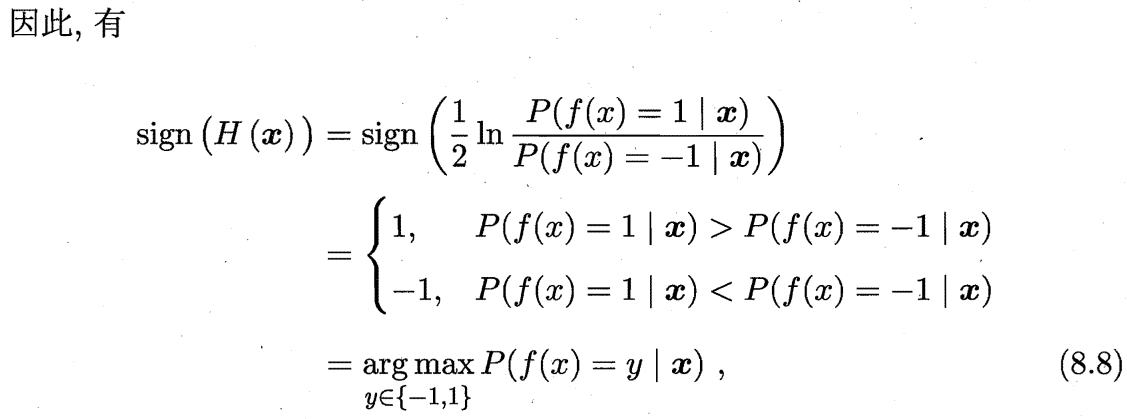 因此, 有
sign (H (x)) = sign (1/2 ln P(f(x) = 1 | x) / P(f(x) = −1 | x))
= { 1, P(f(x) = 1 | x) > P(f(x) = −1 | x)
−1, P(f(x) = 1 | x) < P(f(x) = −1 | x)
= arg max P(f(x) = y | x) , (8.8)
y∈{−1,1}